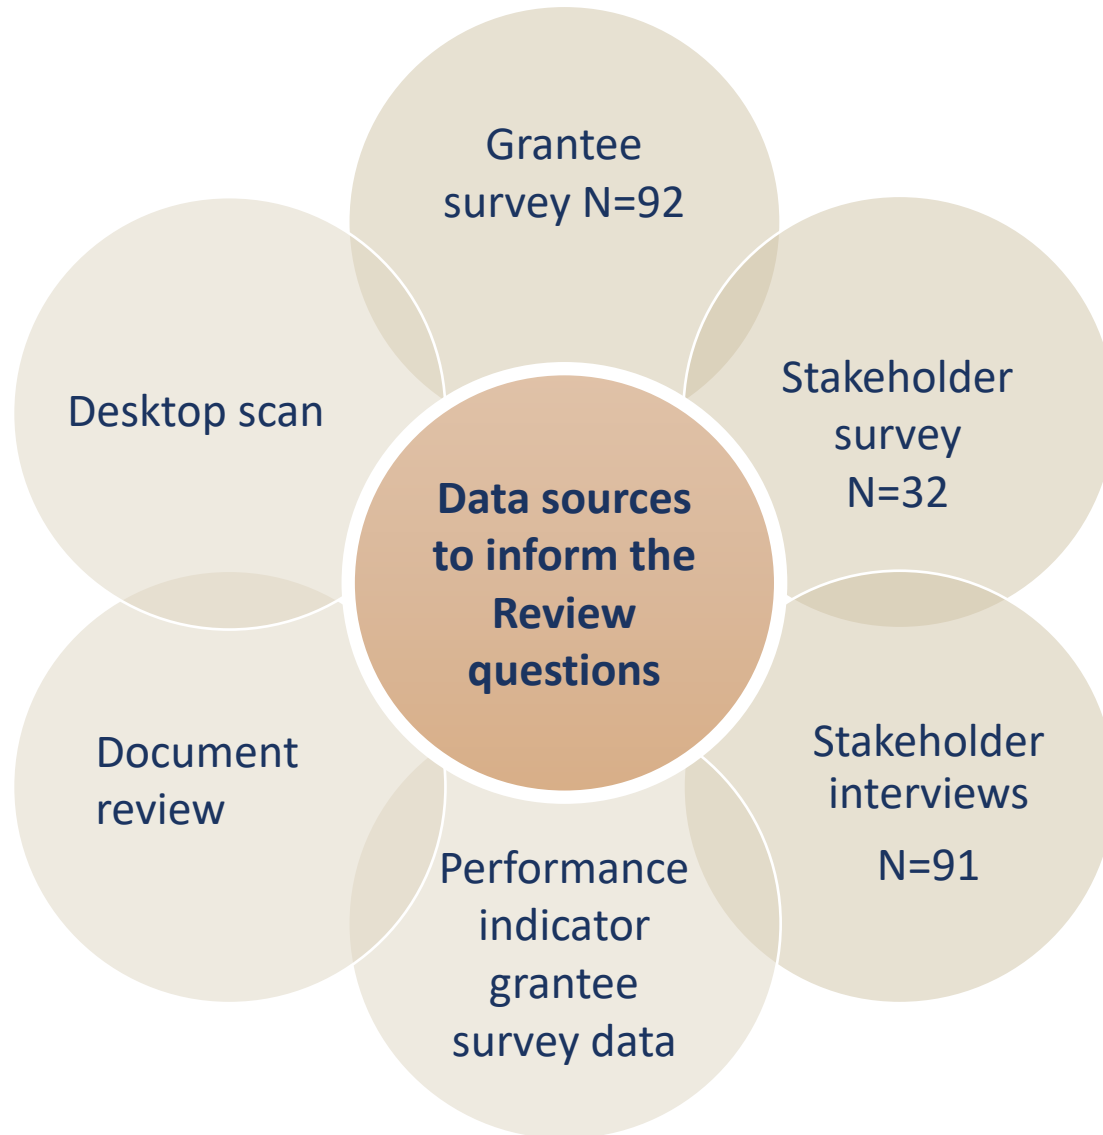 Grantee
survey N=92
Stakeholder
survey
N=32
Stakeholder
interviews
N=91
Performance
indicator
grantee
survey data
Document
review
Desktop scan
Data sources
to inform the
Review
questions